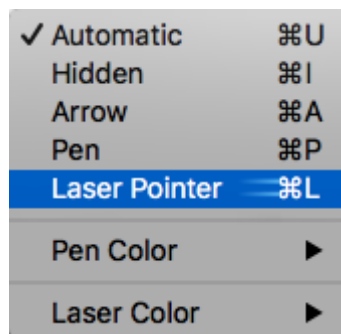 ✓ Automatic ⌘U
Hidden ⌘I
Arrow ⌘A
Pen ⌘P
Laser Pointer ⌘L
Pen Color ▶
Laser Color ▶